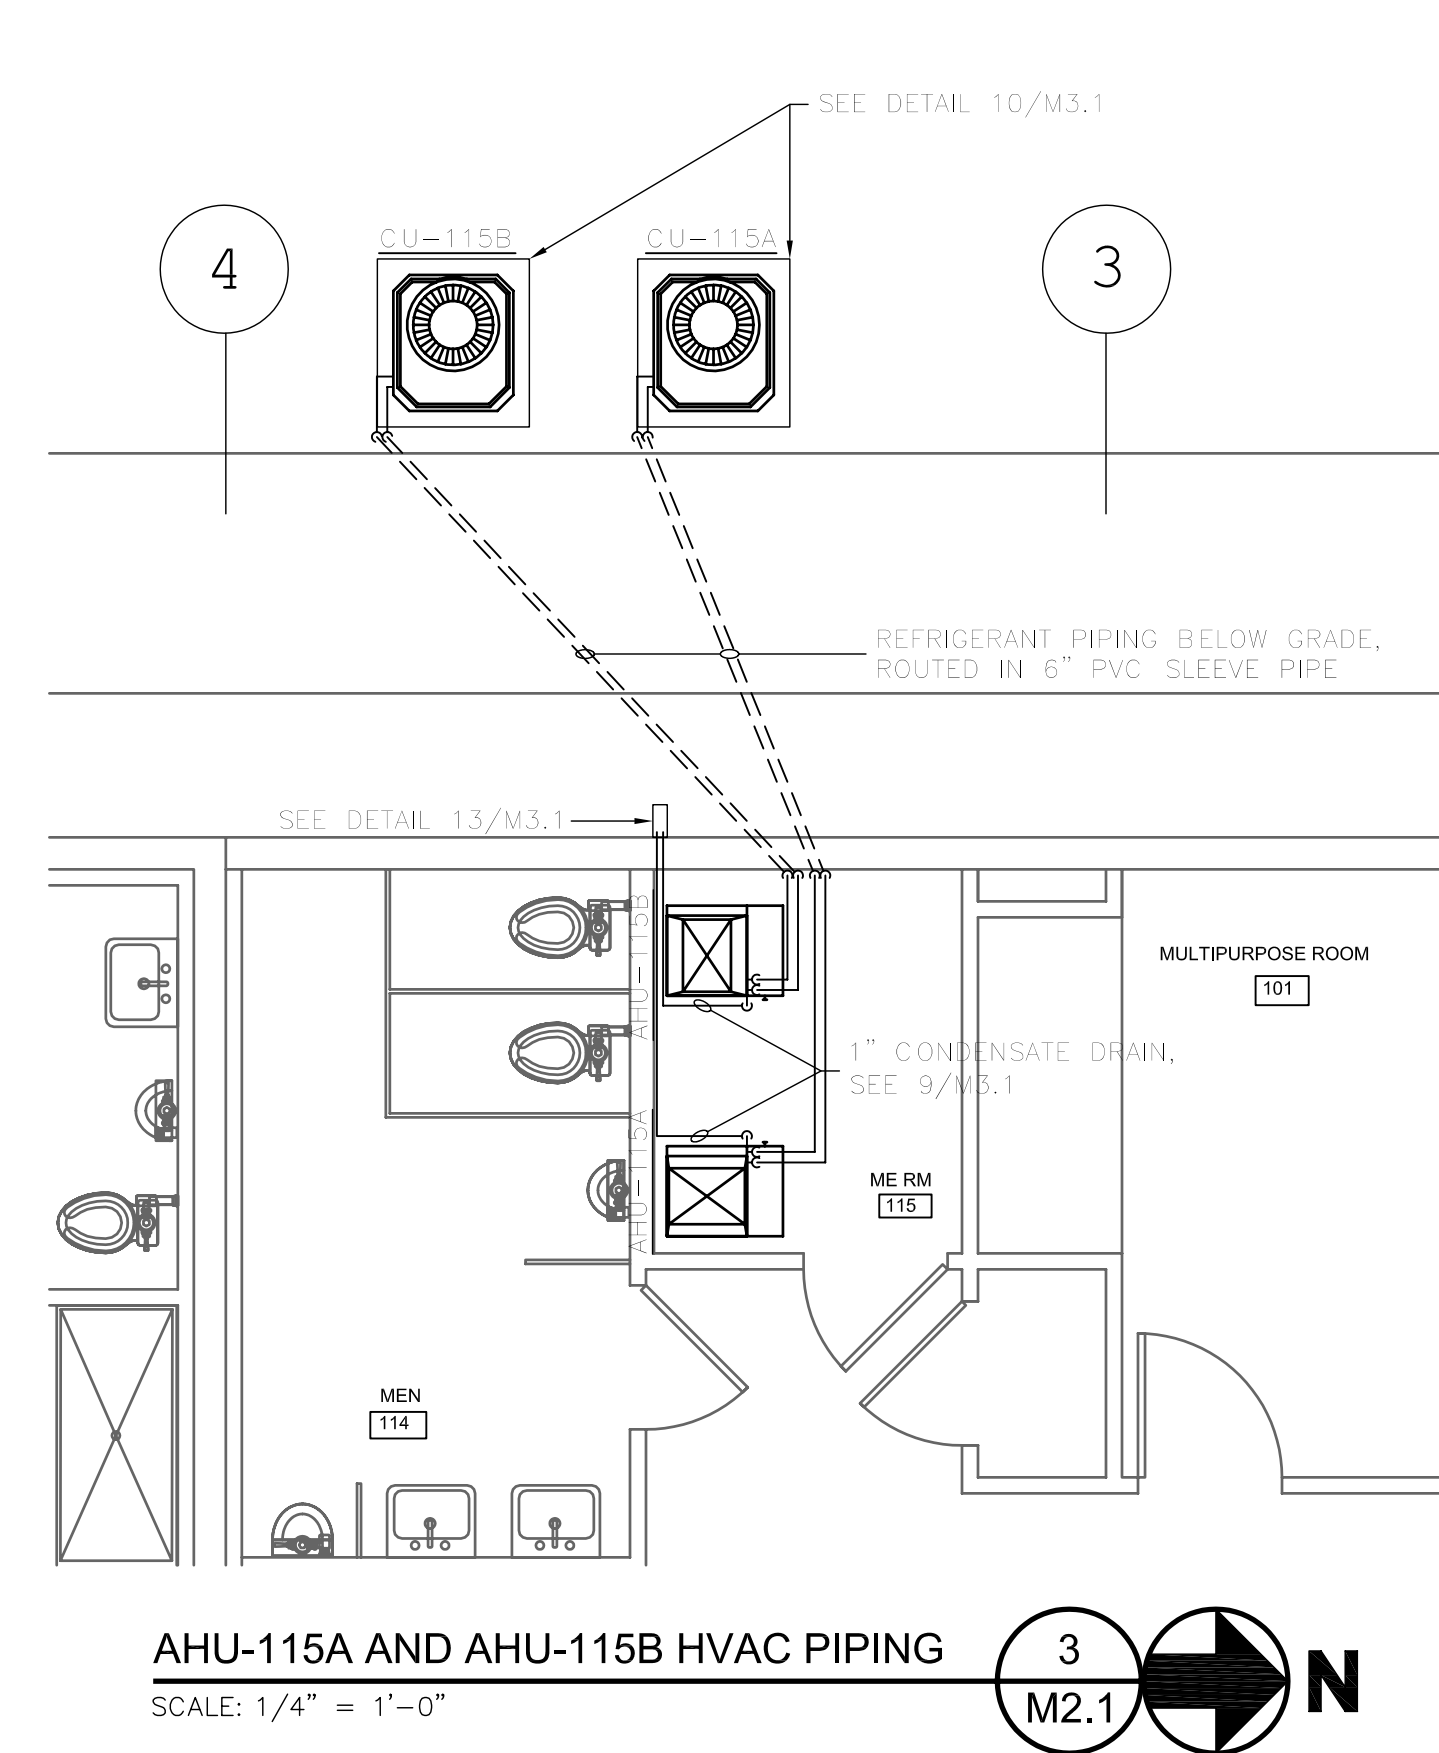 SEE DETAIL 10/M3.1
4
CU-115B
CU-115A
3
REFRIGERANT PIPING BELOW GRADE,
ROUTED IN 6" PVC SLEEVE PIPE
SEE DETAIL 13/M3.1
AHU-115B
MULTIPURPOSE ROOM
101
1" CONDENSATE DRAIN,
SEE 9/M3.1
AHU-115A
ME RM
115
MEN
114
AHU-115A AND AHU-115B HVAC PIPING
SCALE: 1/4" = 1'-0"
3
M2.1
N